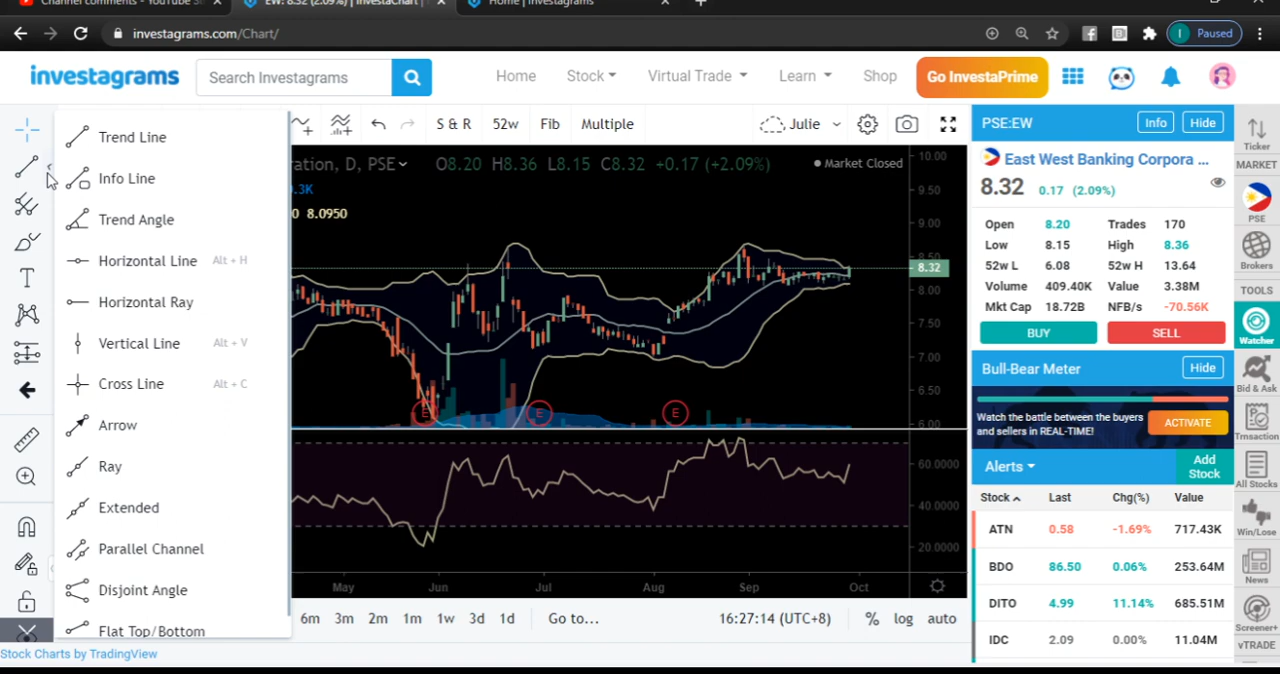 Channel comments - YouTube St
EW: 8.32 (2.09%) | InvestaChart |
Home | Investagrams
investagrams.com/Chart/
I Paused
investagrams
Search Investagrams
Home
Stock
Virtual Trade
Learn
Shop
Go InvestaPrime
S & R
52w
Fib
Multiple
Julie
ration, D, PSE
O8.20 H8.36 L8.15 C8.32 +0.17 (+2.09%)
Market Closed
0.3K
0 8.0950
Trend Line
Info Line
Trend Angle
Horizontal Line Alt + H
Horizontal Ray
Vertical Line Alt + V
Cross Line Alt + C
Arrow
Ray
Extended
Parallel Channel
Disjoint Angle
Flat Top/Bottom
10.00
9.50
9.00
8.50
8.32
8.00
7.50
7.00
6.50
6.00
E
E
E
60.0000
40.0000
20.0000
May
Jun
Jul
Aug
Sep
Oct
6m 3m 2m 1m 1w 3d 1d Go to...
16:27:14 (UTC+8) % log auto
Stock Charts by TradingView
PSE:EW Info Hide
East West Banking Corpora ...
8.32 0.17 (2.09%)
Open 8.20 Trades 170
Low 8.15 High 8.36
52w L 6.08 52w H 13.64
Volume 409.40K Value 3.38M
Mkt Cap 18.72B NFB/s -70.56K
BUY SELL
Bull-Bear Meter Hide
Watch the battle between the buyers
and sellers in REAL-TIME!
ACTIVATE
Alerts
Add
Stock
Stock Last Chg(%) Value
ATN 0.58 -1.69% 717.43K
BDO 86.50 0.06% 253.64M
DITO 4.99 11.14% 685.51M
IDC 2.09 0.00% 11.04M
Ticker
MARKET
PSE
Brokers
TOOLS
Watcher
Bid & Ask
Trnsaction
All Stocks
Win/Lose
News
Screener+
vTRADE